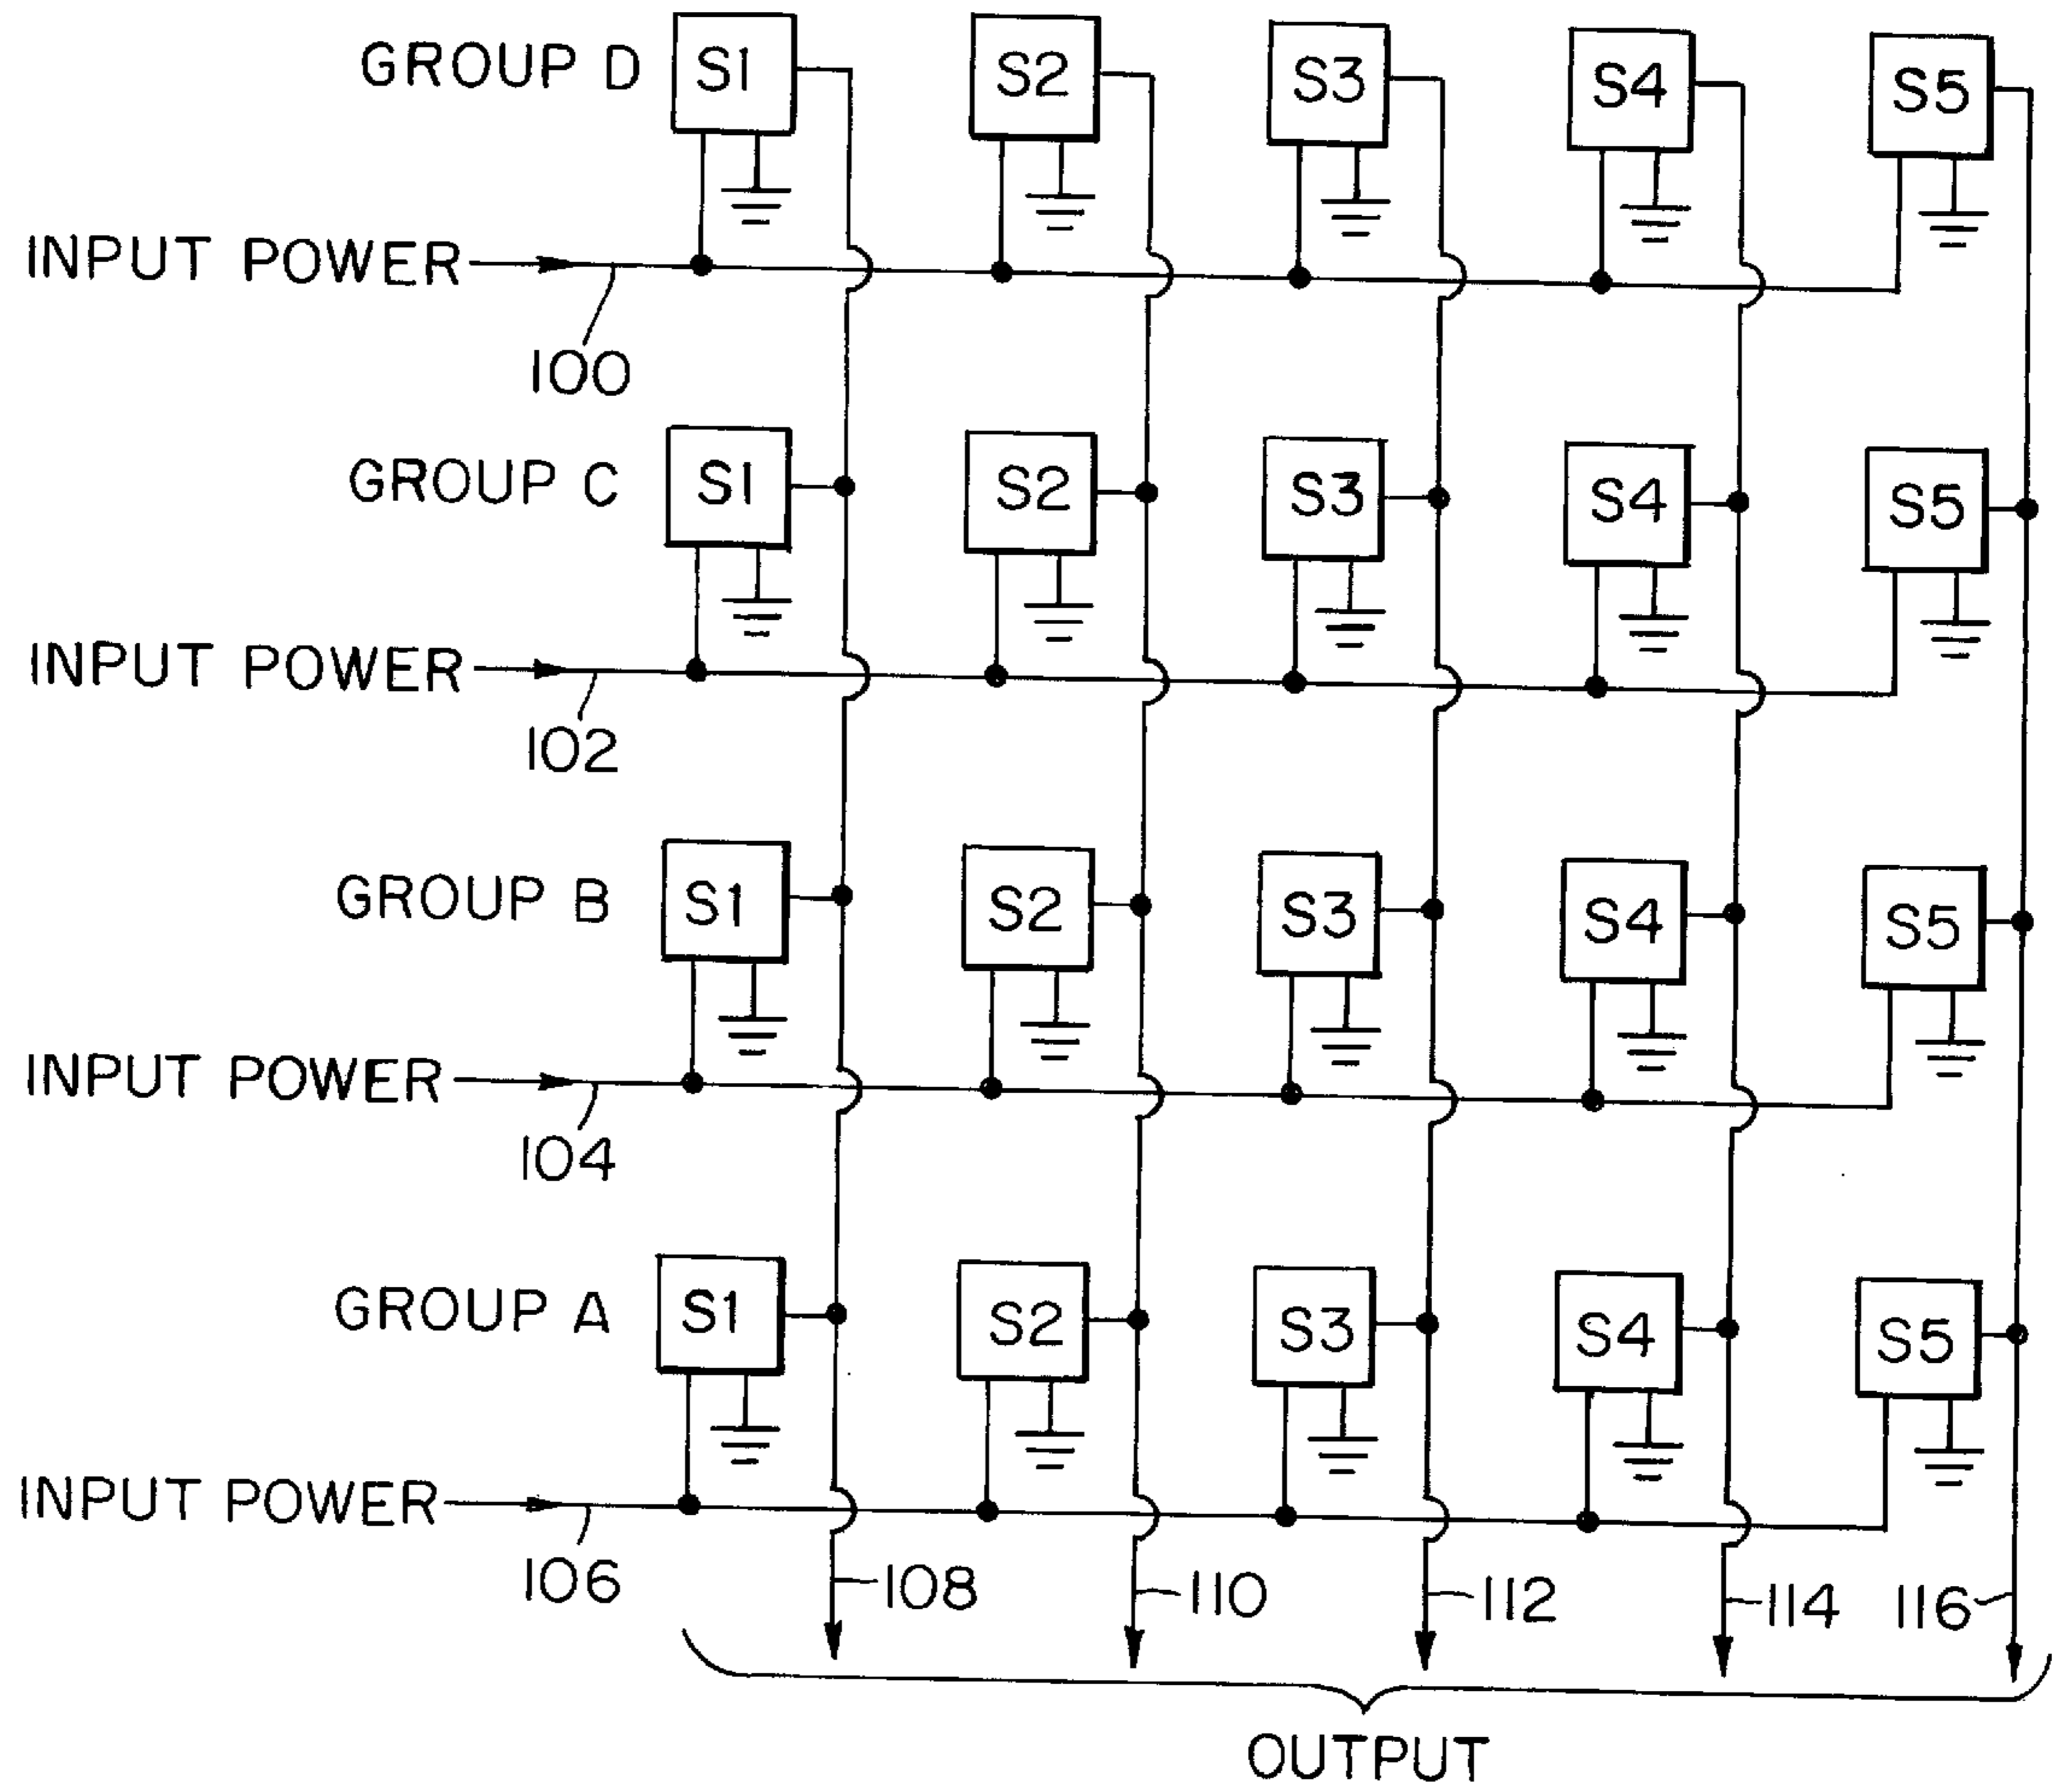 GROUP D S1 S2 S3 S4 S5
INPUT POWER
100
GROUP C S1 S2 S3 S4 S5
INPUT POWER
102
GROUP B S1 S2 S3 S4 S5
INPUT POWER
104
GROUP A S1 S2 S3 S4 S5
INPUT POWER
106 108 110 112 114 116
OUTPUT